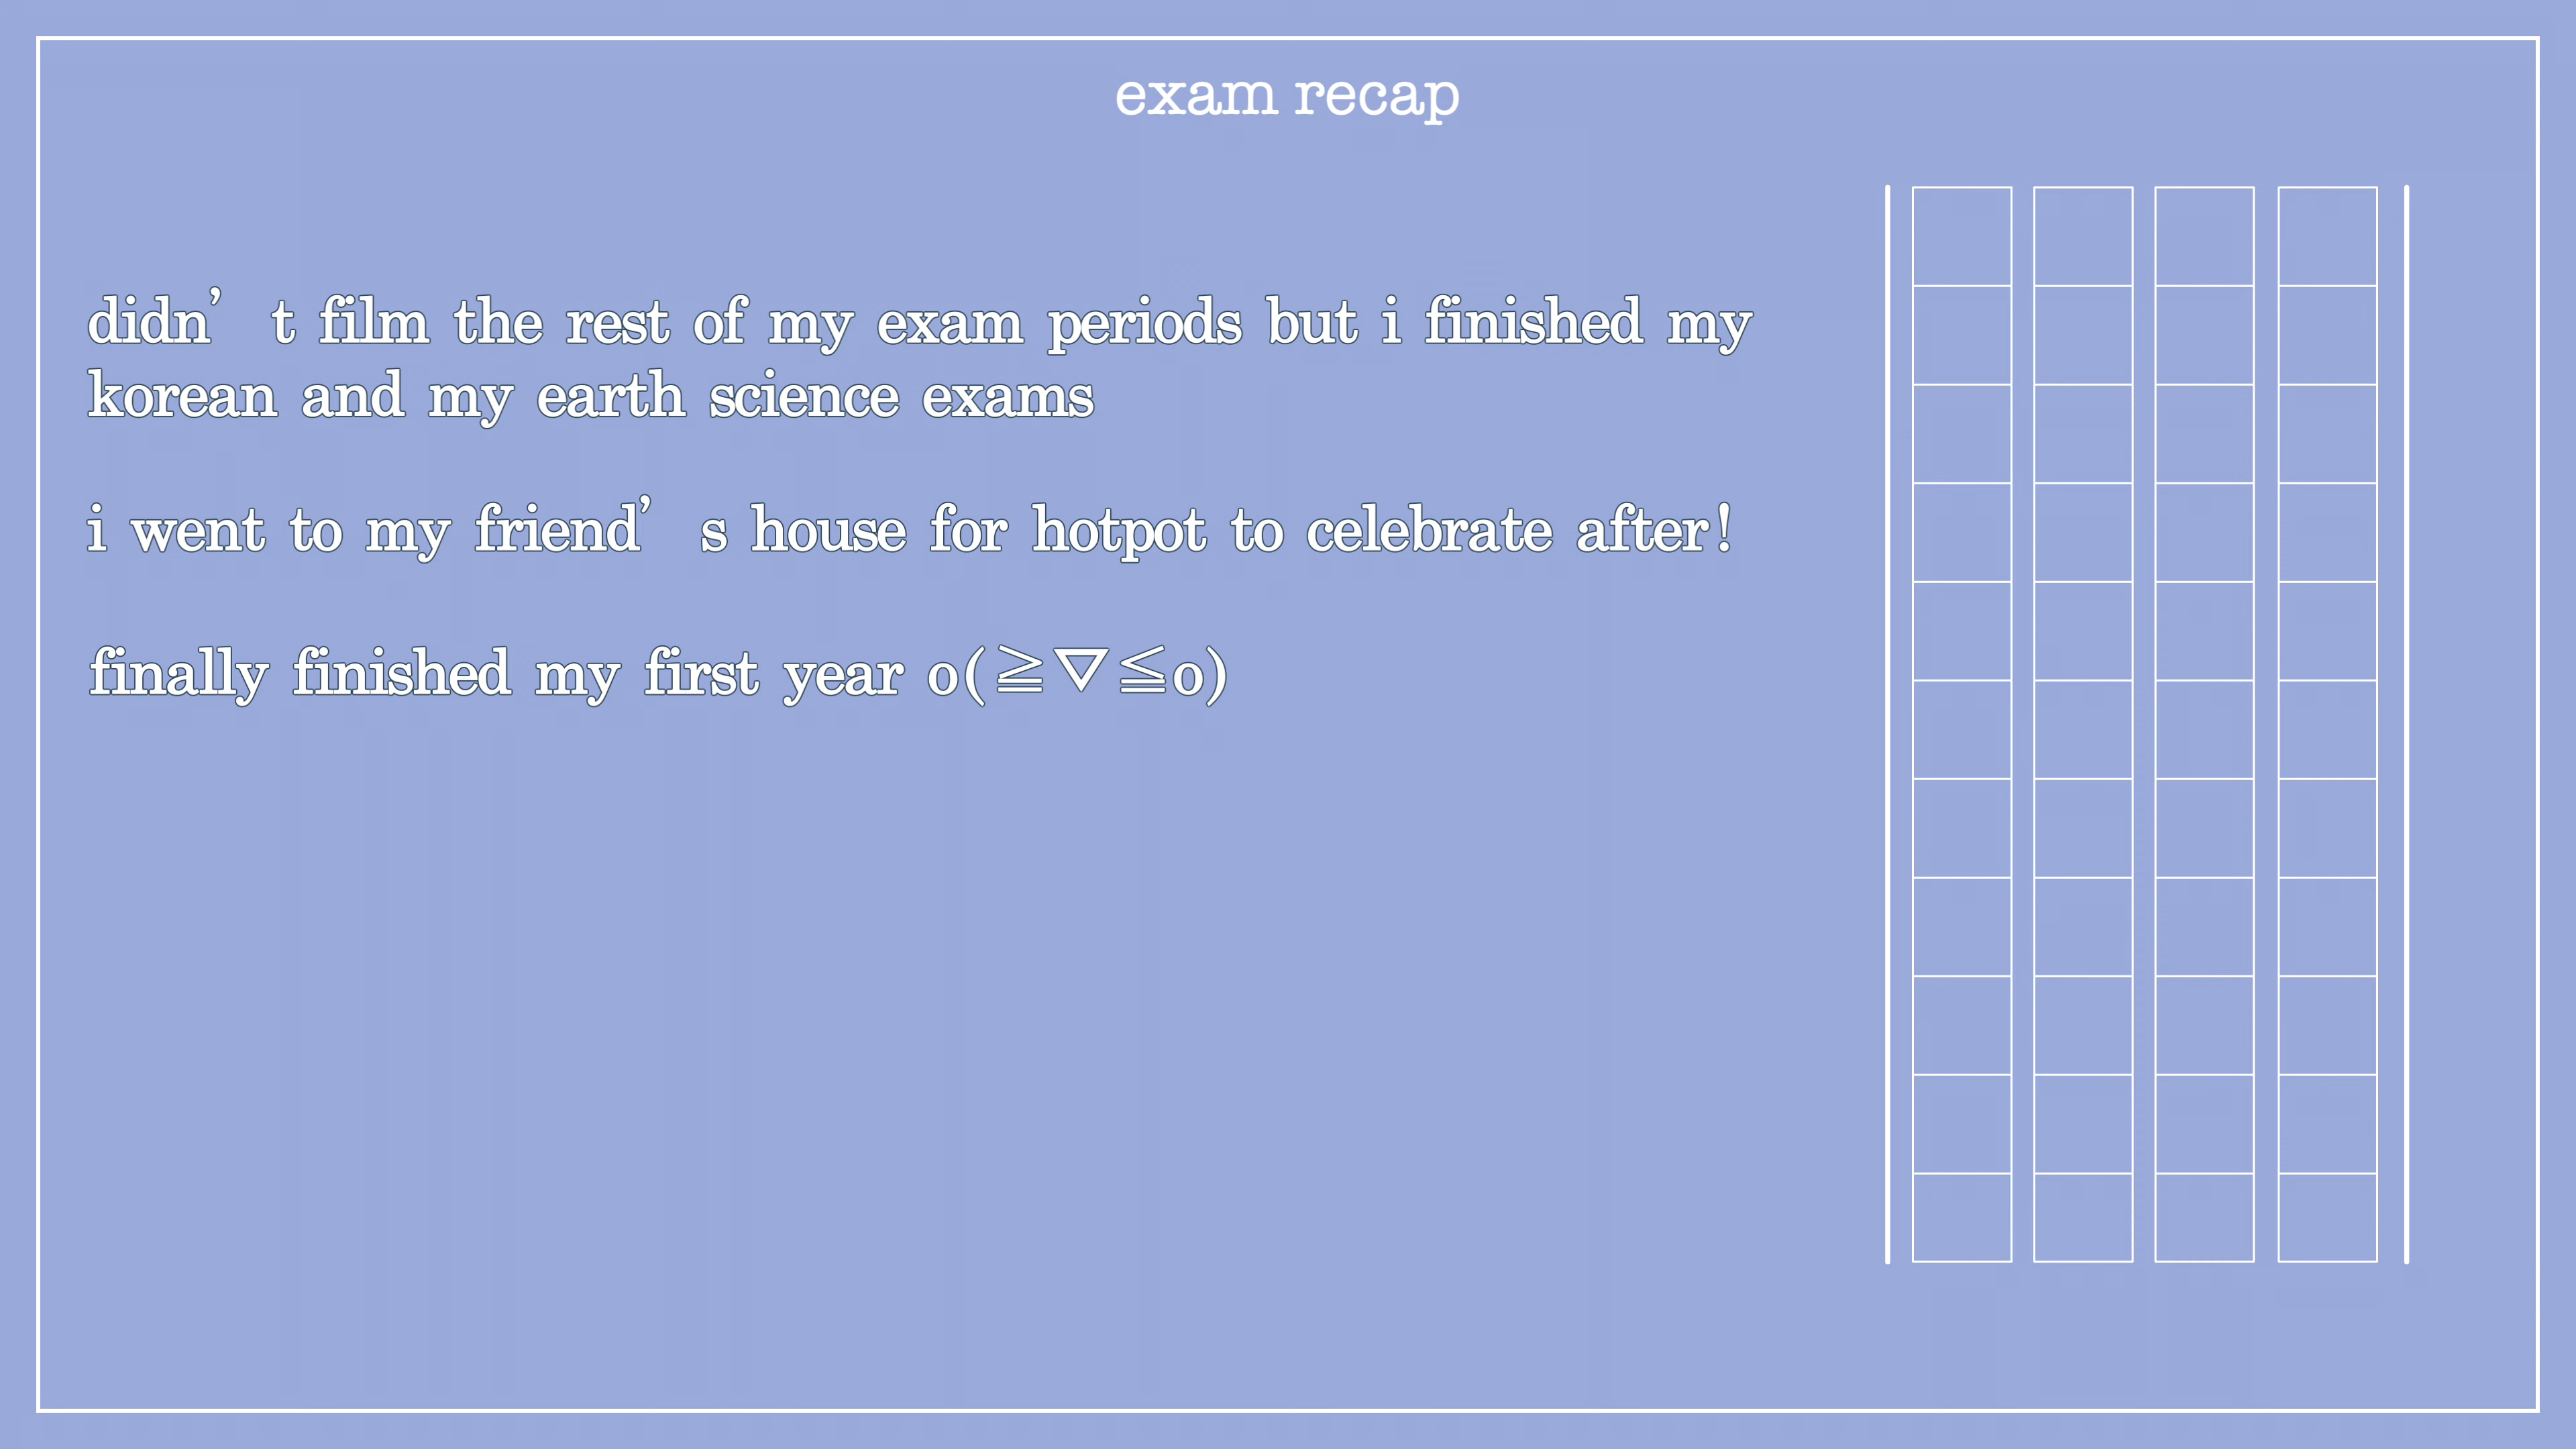 exam recap
didn’t film the rest of my exam periods but i finished my
korean and my earth science exams
i went to my friend’s house for hotpot to celebrate after!
finally finished my first year o(≧▽≦o)